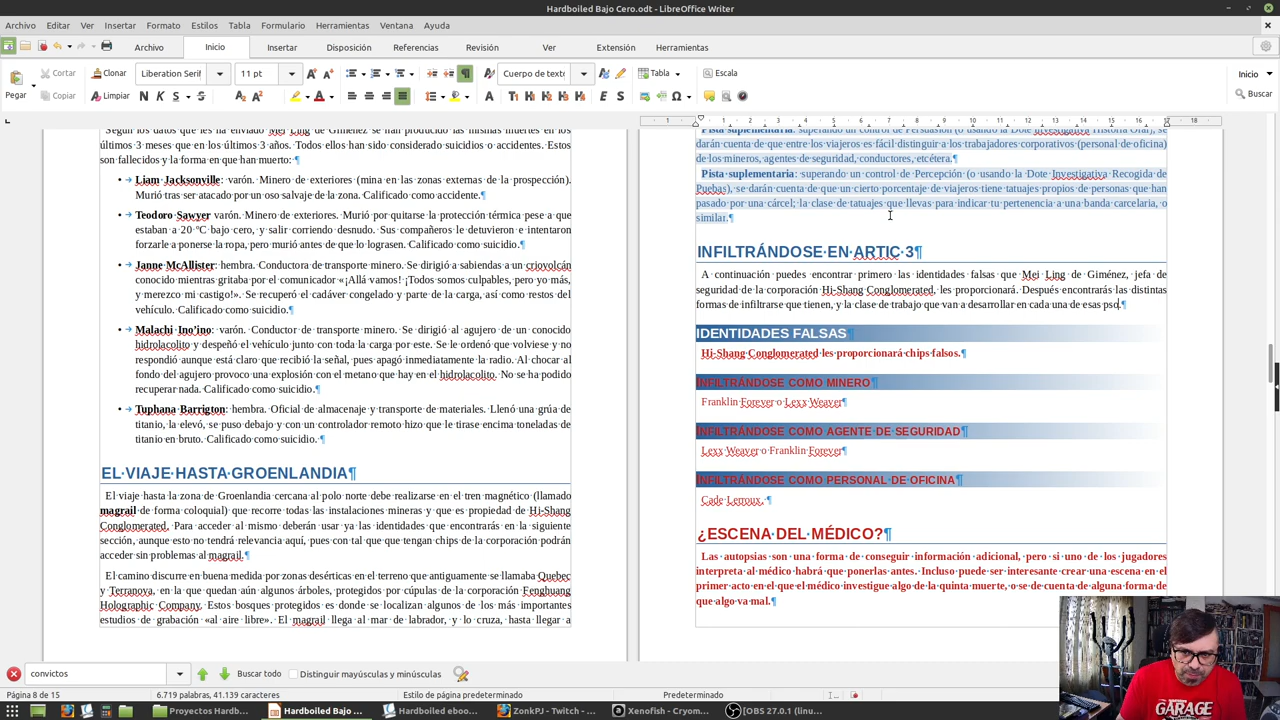 Hardboiled Bajo Cero.odt - LibreOffice Writer
Archivo Editar Ver Insertar Formato Estilos Tabla Formulario Herramientas Ventana Ayuda
Archivo Inicio Insertar Disposición Referencias Revisión Ver Extensión Herramientas
Cortar Clonar Liberation Serif 11 pt Cuerpo de texto Tabla Escala Inicio
Pegar Copiar Limpiar Buscar
Según los datos que les ha enviado Mei Ling de Giménez se han producido las mismas muertes en los
últimos 3 meses que en los últimos 3 años. Todos ellos han sido considerado suicidios o accidentes. Estos
son fallecidos y la forma en que han muerto:¶
• Liam Jacksonville: varón. Minero de exteriores (mina en las zonas externas de la prospección).
Murió tras ser atacado por un oso salvaje de la zona. Calificado como accidente.¶
• Teodoro Sawyer varón. Minero de exteriores. Murió por quitarse la protección térmica pese a que
estaban a 20 ºC bajo cero, y salir corriendo desnudo. Sus compañeros le detuvieron e intentaron
forzarle a ponerse la ropa, pero murió antes de que lo lograsen. Calificado como suicidio.¶
• Janne McAllister: hembra. Conductora de transporte minero. Se dirigió a sabiendas a un criovolcán
conocido mientras gritaba por el comunicador «¡Allá vamos! ¡Todos somos culpables, pero yo más,
y merezco mi castigo!». Se recuperó el cadáver congelado y parte de la carga, así como restos del
vehículo. Calificado como suicidio.¶
• Malachi Ino'ino: varón. Conductor de transporte minero. Se dirigió al agujero de un conocido
hidrolacolito y despeñó el vehículo junto con toda la carga por este. Se le ordenó que volviese y no
respondió aunque está claro que recibió la señal, pues apagó inmediatamente la radio. Al chocar al
fondo del agujero provoco una explosión con el metano que hay en el hidrolacolito. No se ha podido
recuperar nada. Calificado como suicidio.¶
• Tuphana Barrigton: hembra. Oficial de almacenaje y transporte de materiales. Llenó una grúa de
titanio, la elevó, se puso debajo y con un controlador remoto hizo que le tirase encima toneladas de
titanio en bruto. Calificado como suicidio. ¶
EL VIAJE HASTA GROENLANDIA¶
El viaje hasta la zona de Groenlandia cercana al polo norte debe realizarse en el tren magnético (llamado
magrail de forma coloquial) que recorre todas las instalaciones mineras y que es propiedad de Hi-Shang
Conglomerated. Para acceder al mismo deberán usar ya las identidades que encontrarás en la siguiente
sección, aunque esto no tendrá relevancia aquí, pues con tal que que tengan chips de la corporación podrán
acceder sin problemas al magrail.¶
El camino discurre en buena medida por zonas desérticas en el terreno que antiguamente se llamaba Quebec
y Terranova, en la que quedan aún algunos árboles, protegidos por cúpulas de la corporación Fenghuang
Holographic Company. Estos bosques protegidos es donde se localizan algunos de los más importantes
estudios de grabación «al aire libre». El magrail llega al mar de labrador, y lo cruza, hasta llegar a
Pista suplementaria: superando un control de Persuasión (o usando la Dote Investigativa Historia Oral), se
darán cuenta de que entre los viajeros es fácil distinguir a los trabajadores corporativos (personal de oficina)
de los mineros, agentes de seguridad, conductores, etcétera.¶
Pista suplementaria: superando un control de Percepción (o usando la Dote Investigativa Recogida de
Puebas), se darán cuenta de que un cierto porcentaje de viajeros tiene tatuajes propios de personas que han
pasado por una cárcel; la clase de tatuajes que llevas para indicar tu pertenencia a una banda carcelaria, o
similar.¶
INFILTRÁNDOSE EN ARTIC 3¶
A continuación puedes encontrar primero las identidades falsas que Mei Ling de Giménez, jefa de
seguridad de la corporación Hi-Shang Conglomerated, les proporcionará. Después encontrarás las distintas
formas de infiltrarse que tienen, y la clase de trabajo que van a desarrollar en cada una de esas pso.¶
IDENTIDADES FALSAS¶
Hi-Shang Conglomerated les proporcionará chips falsos.¶
INFILTRÁNDOSE COMO MINERO¶
Franklin Forever o Lexx Weaver¶
INFILTRÁNDOSE COMO AGENTE DE SEGURIDAD¶
Lexx Weaver o Franklin Forever¶
INFILTRÁNDOSE COMO PERSONAL DE OFICINA¶
Cade Lerroux. ¶
¿ESCENA DEL MÉDICO?¶
Las autopsias son una forma de conseguir información adicional, pero si uno de los jugadores
interpreta al médico habrá que ponerlas antes. Incluso puede ser interesante crear una escena en el
primer acto en el que el médico investigue algo de la quinta muerte, o se de cuenta de alguna forma de
que algo va mal.¶
convictos Buscar todo Distinguir mayúsculas y minúsculas
Página 8 de 15 6.719 palabras, 41.139 caracteres Estilo de página predeterminado Predeterminado
Proyectos Hardb... Hardboiled Bajo ... Hardboiled eboo... ZonkPJ - Twitch - ... Xenofish - Cryom... [OBS 27.0.1 (linu...
GARAGE